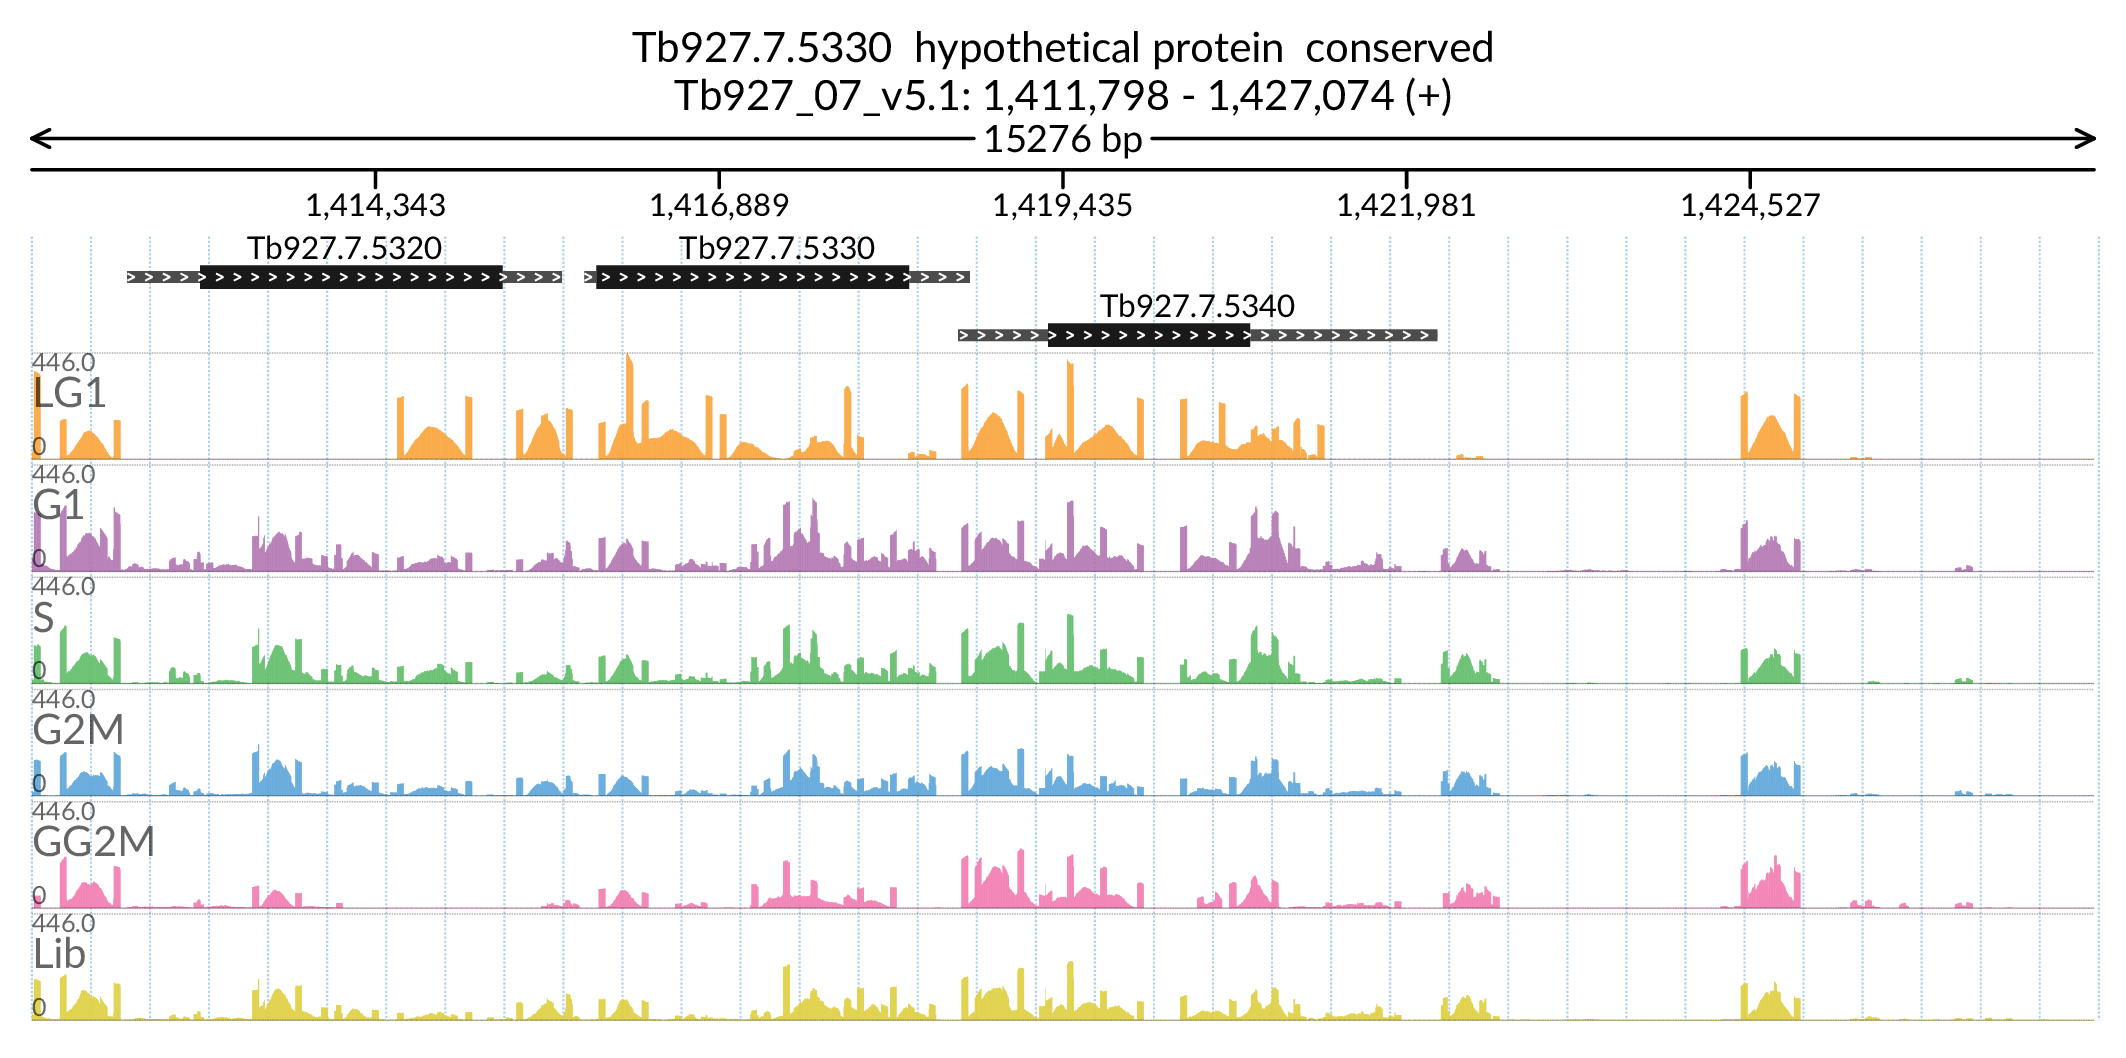 Tb927.7.5330  hypothetical protein  conserved
Tb927_07_v5.1: 1,411,798 - 1,427,074 (+)
15276 bp
1,414,343 1,416,889 1,419,435 1,421,981 1,424,527
Tb927.7.5320 Tb927.7.5330
Tb927.7.5340
446.0
LG1
0
446.0
G1
0
446.0
S
0
446.0
G2M
0
446.0
GG2M
0
446.0
Lib
0